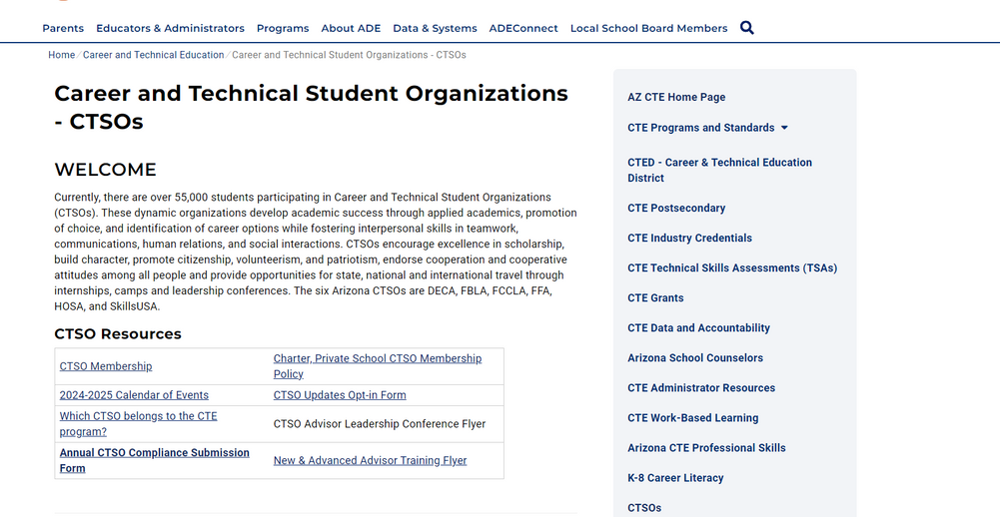 Parents Educators & Administrators Programs About ADE Data & Systems ADEConnect Local School Board Members
Home / Career and Technical Education / Career and Technical Student Organizations - CTSOs
Career and Technical Student Organizations
- CTSOs
WELCOME
Currently, there are over 55,000 students participating in Career and Technical Student Organizations
(CTSOs). These dynamic organizations develop academic success through applied academics, promotion
of choice, and identification of career options while fostering interpersonal skills in teamwork,
communications, human relations, and social interactions. CTSOs encourage excellence in scholarship,
build character, promote citizenship, volunteerism, and patriotism, endorse cooperation and cooperative
attitudes among all people and provide opportunities for state, national and international travel through
internships, camps and leadership conferences. The six Arizona CTSOs are DECA, FBLA, FCCLA, FFA,
HOSA, and SkillsUSA.
CTSO Resources
CTSO Membership
Charter, Private School CTSO Membership
Policy
2024-2025 Calendar of Events
CTSO Updates Opt-in Form
Which CTSO belongs to the CTE
program?
CTSO Advisor Leadership Conference Flyer
Annual CTSO Compliance Submission
Form
New & Advanced Advisor Training Flyer
AZ CTE Home Page
CTE Programs and Standards
CTED - Career & Technical Education
District
CTE Postsecondary
CTE Industry Credentials
CTE Technical Skills Assessments (TSAs)
CTE Grants
CTE Data and Accountability
Arizona School Counselors
CTE Administrator Resources
CTE Work-Based Learning
Arizona CTE Professional Skills
K-8 Career Literacy
CTSOs